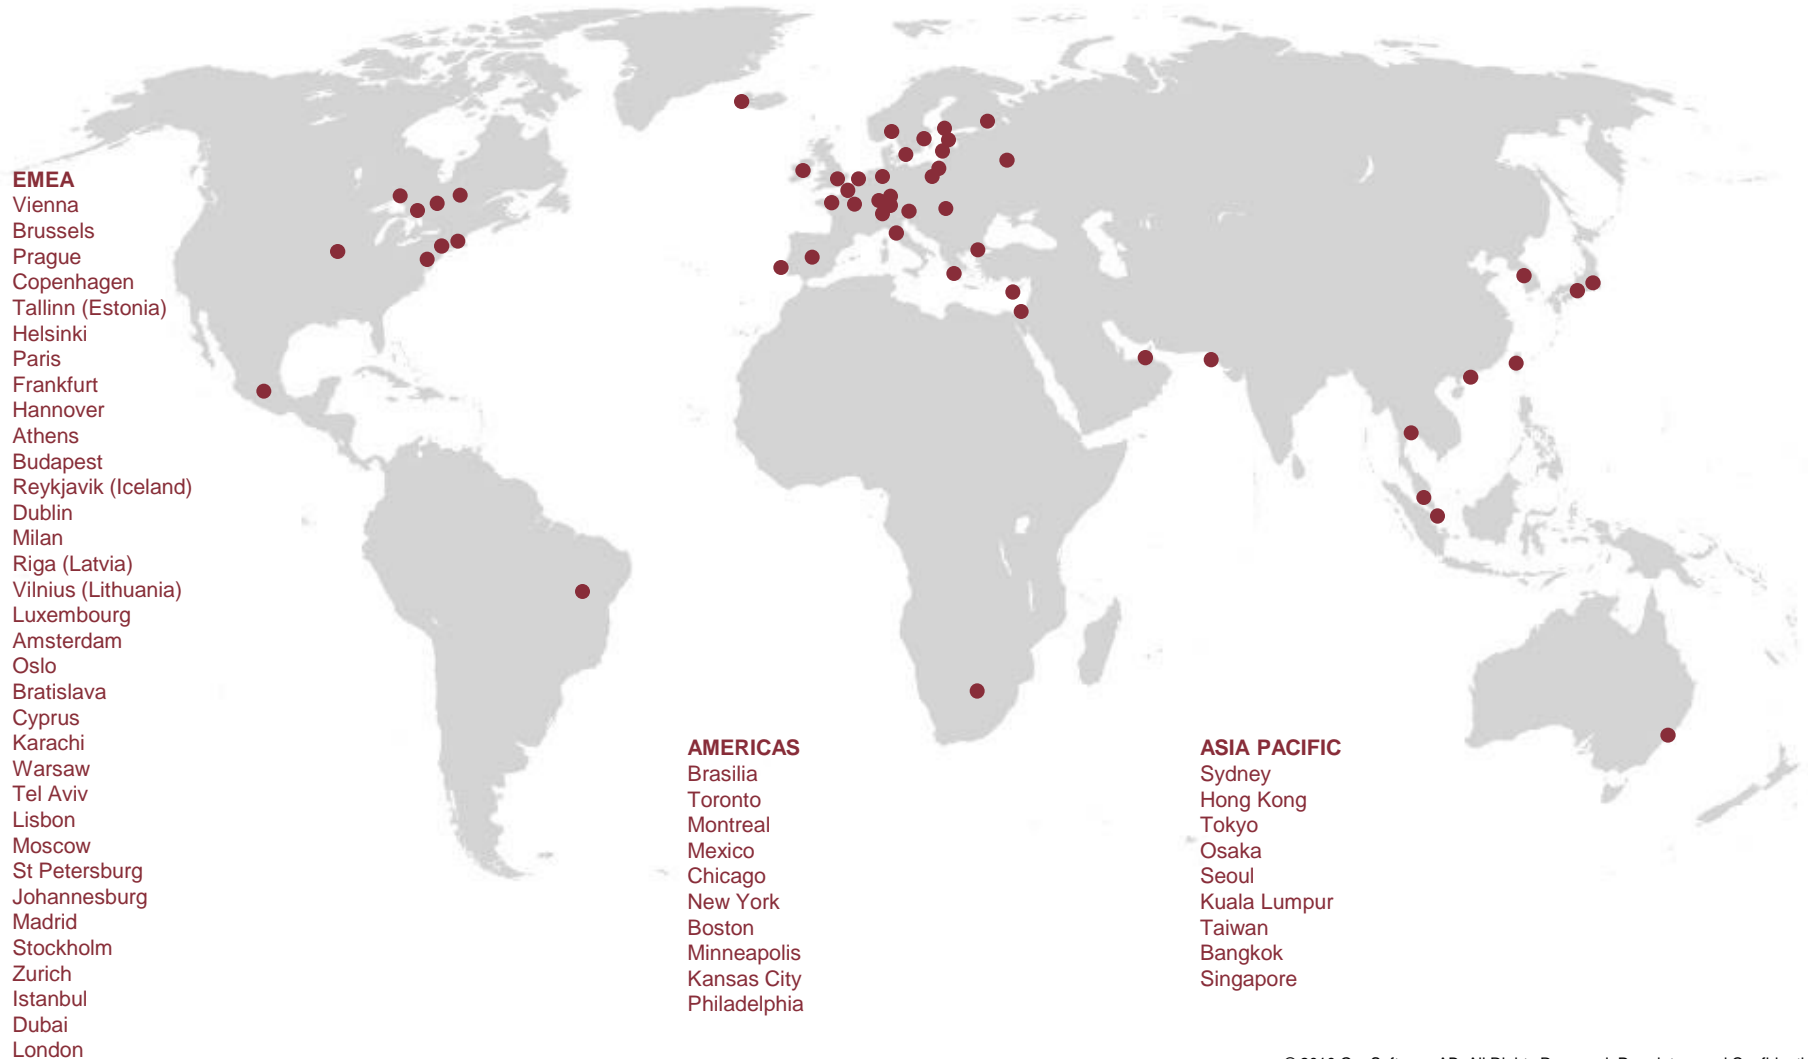 EMEA
Vienna
Brussels
Prague
Copenhagen
Tallinn (Estonia)
Helsinki
Paris
Frankfurt
Hannover
Athens
Budapest
Reykjavik (Iceland)
Dublin
Milan
Riga (Latvia)
Vilnius (Lithuania)
Luxembourg
Amsterdam
Oslo
Bratislava
Cyprus
Karachi
Warsaw
Tel Aviv
Lisbon
Moscow
St Petersburg
Johannesburg
Madrid
Stockholm
Zurich
Istanbul
Dubai
London
AMERICAS
Brasilia
Toronto
Montreal
Mexico
Chicago
New York
Boston
Minneapolis
Kansas City
Philadelphia
ASIA PACIFIC
Sydney
Hong Kong
Tokyo
Osaka
Seoul
Kuala Lumpur
Taiwan
Bangkok
Singapore